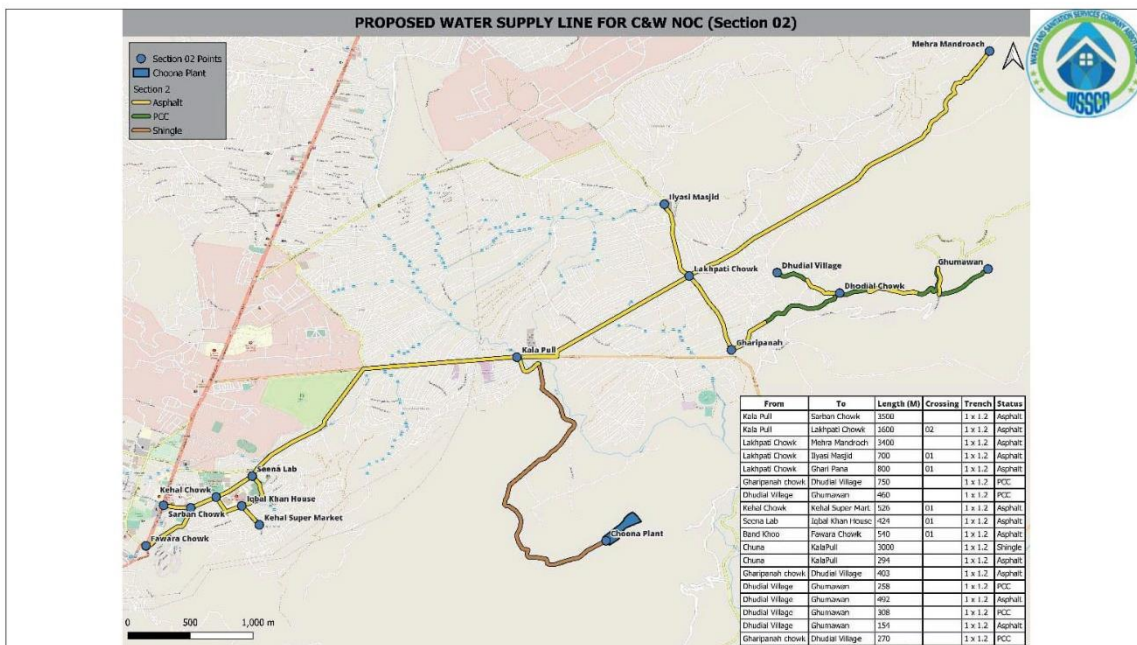 PROPOSED WATER SUPPLY LINE FOR C&W NOC (Section 02)
WATER AND SANITATION SERVICES COMPANY
WSSCA
Section 02 Points
Choona Plant
Section 2
Asphalt
PCC
Shingle
Mehra Mandroach
Ilyasi Masjid
Lakhpati Chowk
Dhudial Village
Ghumawan
Dhodial Chowk
Kala Pull
Gharipanah
Seena Lab
Kehal Chowk
Iqbal Khan House
Sarban Chowk
Kehal Super Market
Fawara Chowk
Choona Plant
0 500 1,000 m
From To Length (M) Crossing Trench Status
Kala Pull Sarban Chowk 3500 1 x 1.2 Asphalt
Kala Pull Lakhpati Chowk 1600 02 1 x 1.2 Asphalt
Lakhpati Chowk Mehra Mandroch 3400 1 x 1.2 Asphalt
Lakhpati Chowk Ilyasi Masjid 700 01 1 x 1.2 Asphalt
Lakhpati Chowk Ghari Pana 800 01 1 x 1.2 Asphalt
Gharipanah chowk Dhudial Village 750 1 x 1.2 PCC
Dhudial Village Ghumawan 460 1 x 1.2 PCC
Kehal Chowk Kehal Super Mart. 526 01 1 x 1.2 Asphalt
Seena Lab Iqbal Khan House 424 01 1 x 1.2 Asphalt
Band Khoo Fawara Chowk 540 01 1 x 1.2 Asphalt
Chuna KalaPull 3000 1 x 1.2 Shingle
Chuna KalaPull 294 1 x 1.2 Asphalt
Gharipanah chowk Dhudial Village 403 1 x 1.2 Asphalt
Dhudial Village Ghumawan 258 1 x 1.2 PCC
Dhudial Village Ghumawan 492 1 x 1.2 Asphalt
Dhudial Village Ghumawan 308 1 x 1.2 PCC
Dhudial Village Ghumawan 154 1 x 1.2 Asphalt
Gharipanah chowk Dhudial Village 270 1 x 1.2 PCC